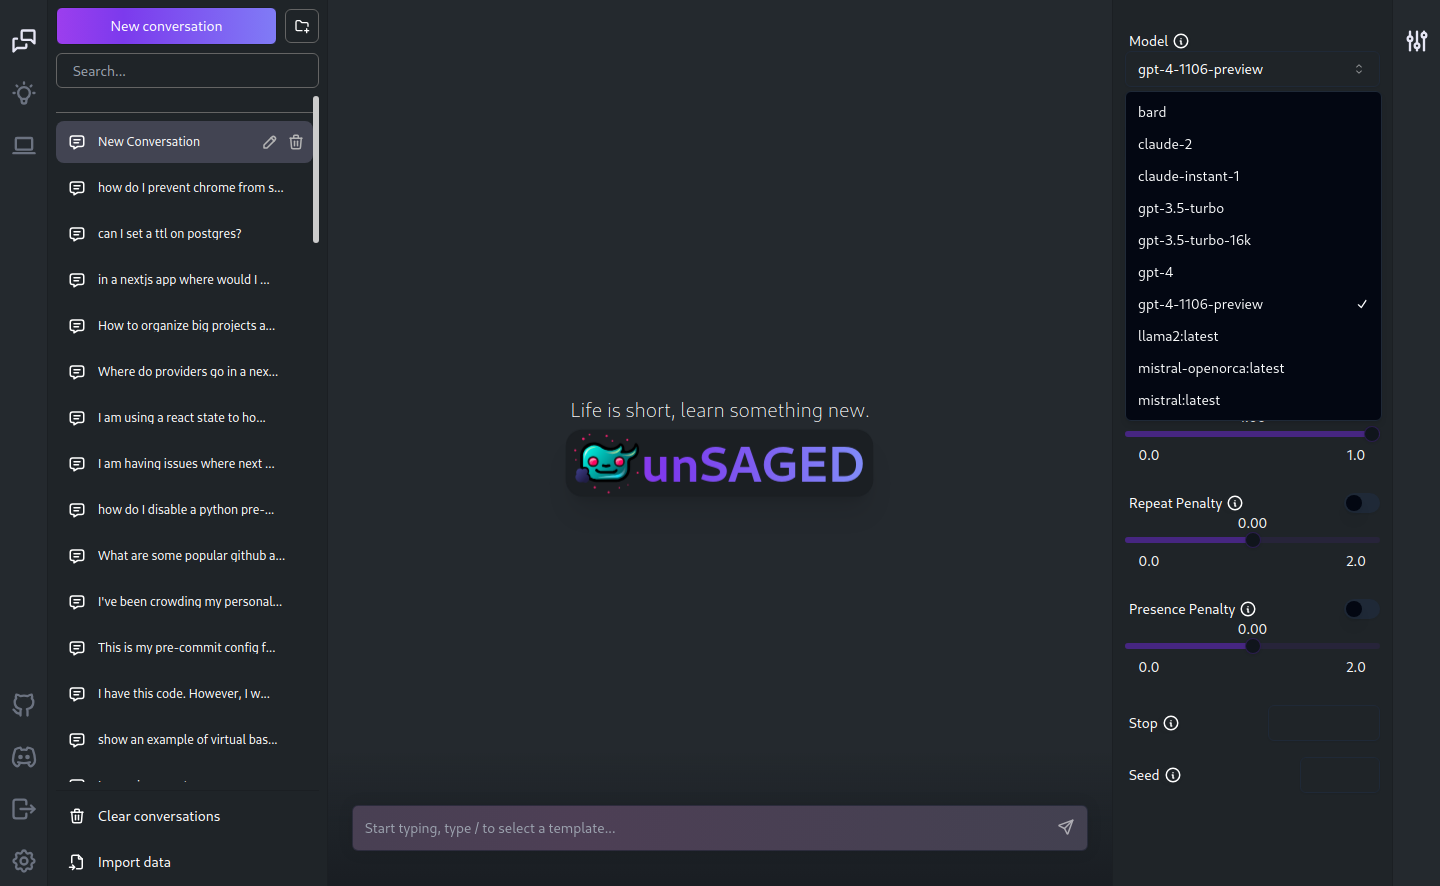 New conversation
Search...
New Conversation
how do I prevent chrome from s...
can I set a ttl on postgres?
in a nextjs app where would I ...
How to organize big projects a...
Where do providers go in a nex...
I am using a react state to ho...
I am having issues where next ...
how do I disable a python pre-...
What are some popular github a...
I've been crowding my personal...
This is my pre-commit config f...
I have this code. However, I w...
show an example of virtual bas...
Clear conversations
Import data
Life is short, learn something new.
unSAGED
Start typing, type / to select a template...
Model
gpt-4-1106-preview
bard
claude-2
claude-instant-1
gpt-3.5-turbo
gpt-3.5-turbo-16k
gpt-4
gpt-4-1106-preview
llama2:latest
mistral-openorca:latest
mistral:latest
0.0 1.0
Repeat Penalty
0.00
0.0 2.0
Presence Penalty
0.00
0.0 2.0
Stop
Seed